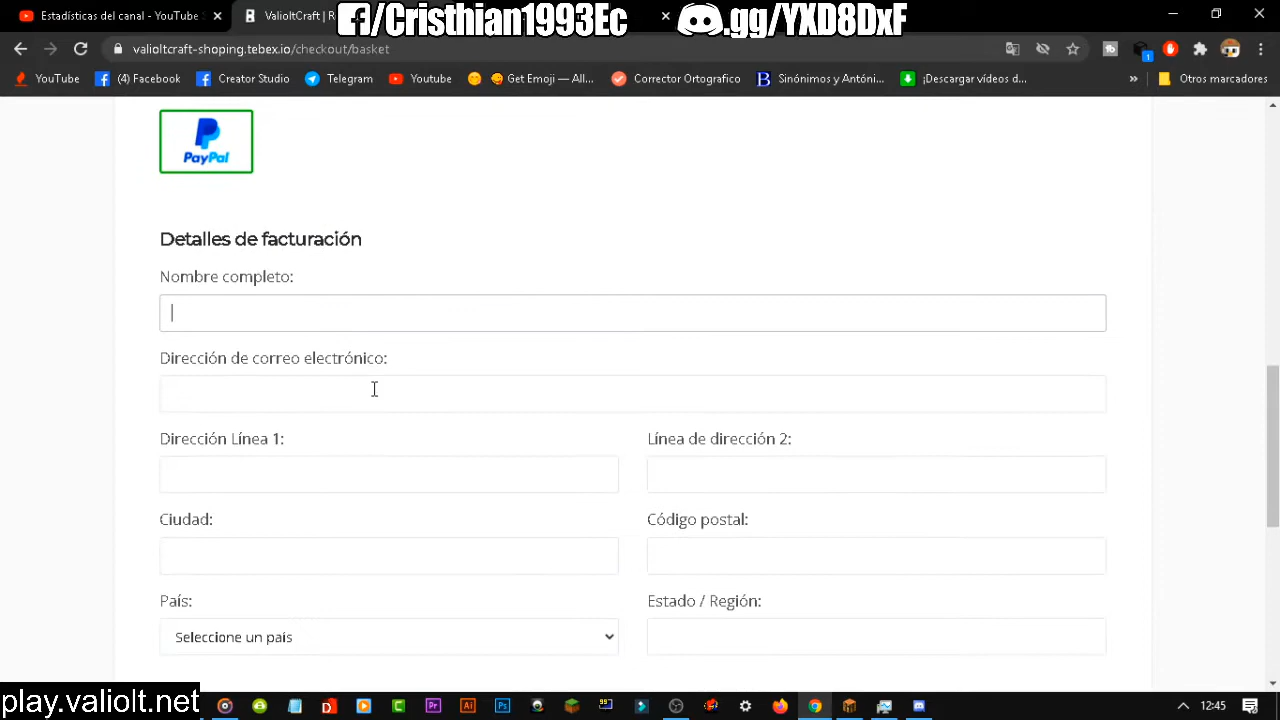 Estadísticas del canal - YouTube
ValioltCraft | R
/Cristhian1993Ec
.gg/YXD8DxF
valioltcraft-shoping.tebex.io/checkout/basket
1
YouTube
(4) Facebook
Creator Studio
Telegram
Youtube
Get Emoji — All...
Corrector Ortografico
Sinónimos y Antóni...
¡Descargar vídeos d...
»
Otros marcadores
PayPal
Detalles de facturación
Nombre completo:
Dirección de correo electrónico:
Dirección Línea 1:
Línea de dirección 2:
Ciudad:
Código postal:
País:
Estado / Región:
Seleccione un país
play.valiolt.net
12:45